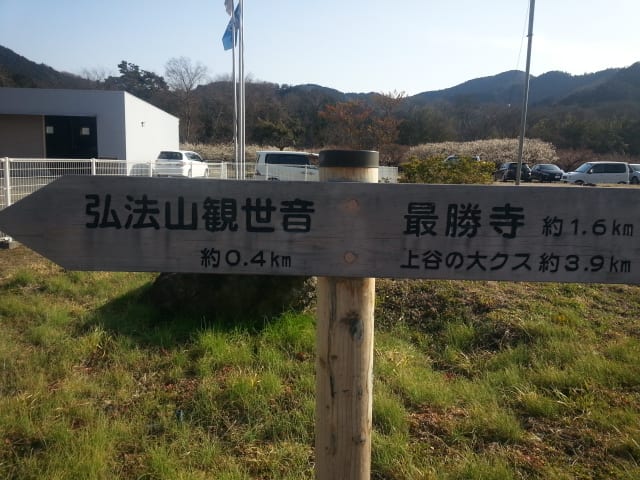 弘法山観世音
約0.4km
最勝寺 約1.6km
上谷の大クス 約3.9km